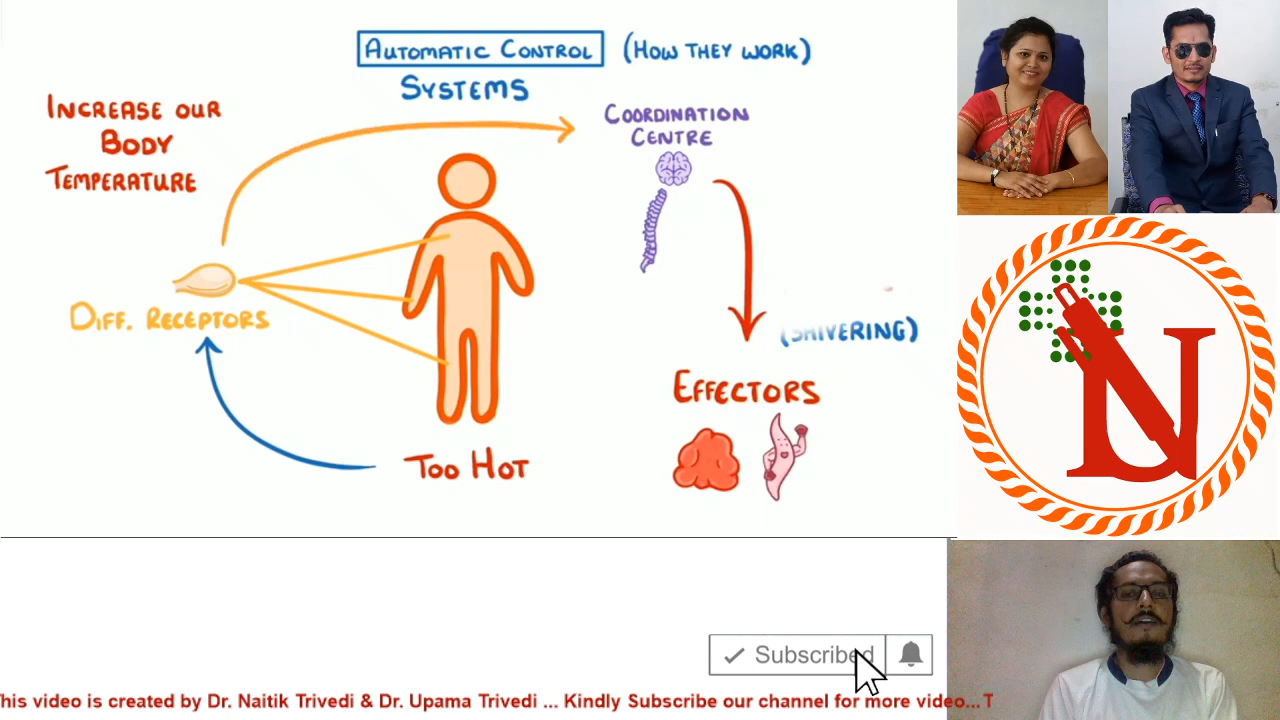 AUTOMATIC CONTROL (HOW THEY WORK)
SYSTEMS
INCREASE OUR
BODY
TEMPERATURE
COORDINATION
CENTRE
DIFF. RECEPTORS
(SHIVERING)
EFFECTORS
TOO HOT
NU
Subscribed
his video is created by Dr. Naitik Trivedi & Dr. Upama Trivedi ... Kindly Subscribe our channel for more video... T